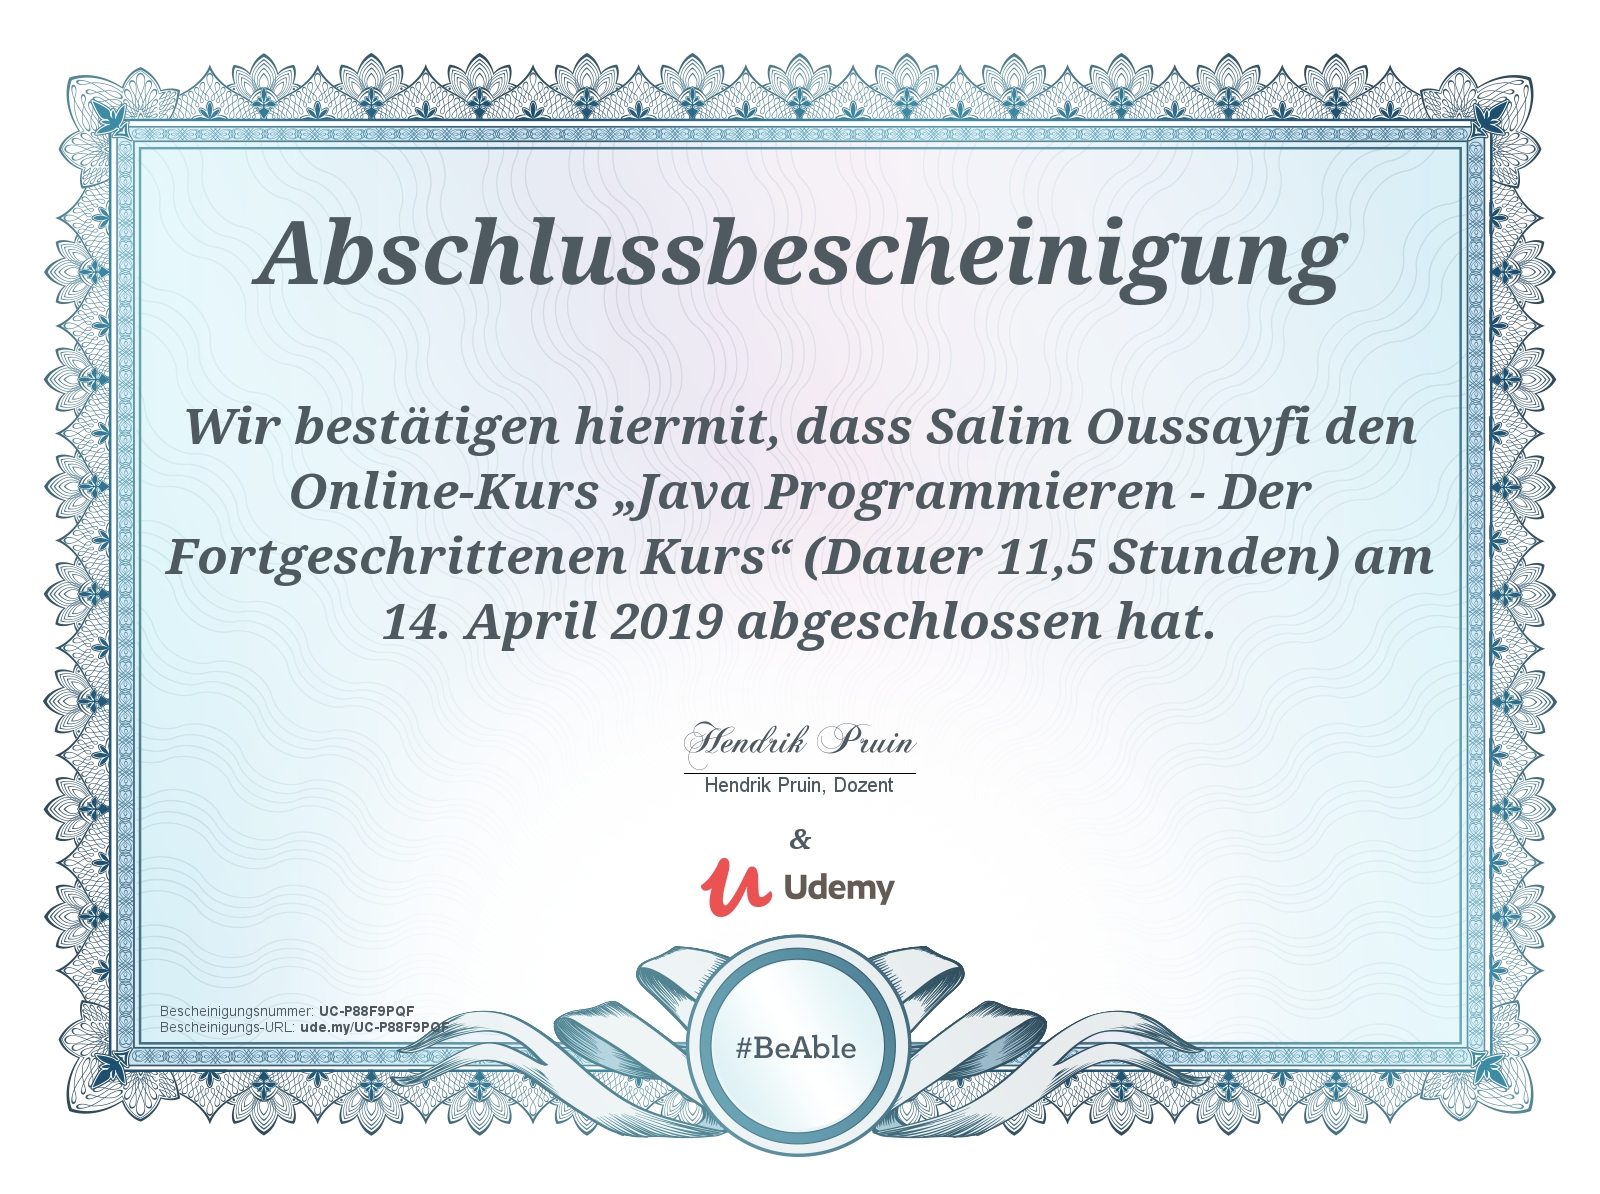 Abschlussbescheinigung
Wir bestätigen hiermit, dass Salim Oussayfi den
Online-Kurs „Java Programmieren - Der
Fortgeschrittenen Kurs“ (Dauer 11,5 Stunden) am
14. April 2019 abgeschlossen hat.
Hendrik Pruin
Hendrik Pruin, Dozent
&
Udemy
Bescheinigungsnummer: UC-P88F9PQF
Bescheinigungs-URL: ude.my/UC-P88F9PQF
#BeAble